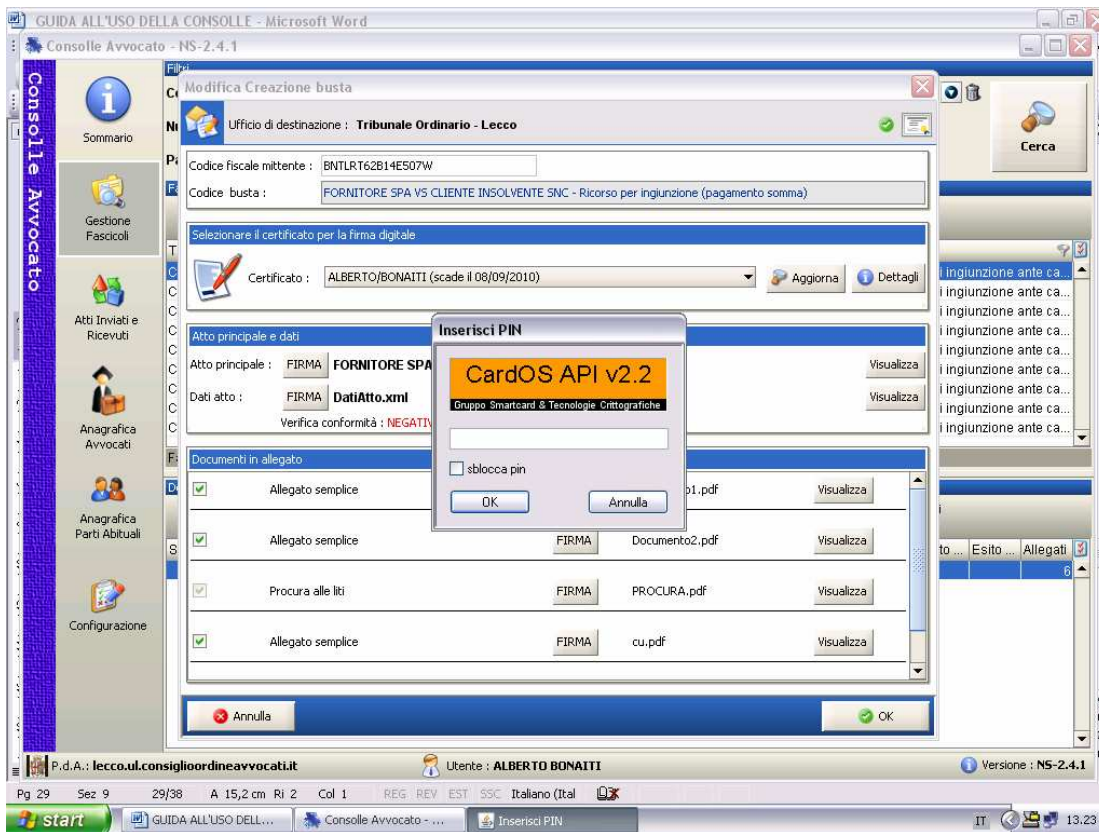 GUIDA ALL'USO DELLA CONSOLLE - Microsoft Word
Consolle Avvocato - NS-2.4.1
Consolle Avvocato
Sommario
Gestione
Fascicoli
Atti Inviati e
Ricevuti
Anagrafica
Avvocati
Anagrafica
Parti Abituali
Configurazione
Filtri
Cerca
Modifica Creazione busta
Ufficio di destinazione : Tribunale Ordinario - Lecco
Codice fiscale mittente : BNTLRT62B14E507W
Codice busta : FORNITORE SPA VS CLIENTE INSOLVENTE SNC - Ricorso per ingiunzione (pagamento somma)
Selezionare il certificato per la firma digitale
Certificato : ALBERTO/BONAITI (scade il 08/09/2010) Aggiorna Dettagli
Atto principale e dati
Atto principale : FIRMA FORNITORE SPA Visualizza
Dati atto : FIRMA DatiAtto.xml Visualizza
Verifica conformità : NEGATIV
Inserisci PIN
CardOS API v2.2
Gruppo Smartcard & Tecnologie Crittografiche
sblocca pin
OK Annulla
Documenti in allegato
Allegato semplice o1.pdf Visualizza
Allegato semplice FIRMA Documento2.pdf Visualizza
Procura alle liti FIRMA PROCURA.pdf Visualizza
Allegato semplice FIRMA cu.pdf Visualizza
Annulla OK
i ingiunzione ante ca...
i ingiunzione ante ca...
i ingiunzione ante ca...
i ingiunzione ante ca...
i ingiunzione ante ca...
i ingiunzione ante ca...
i ingiunzione ante ca...
i ingiunzione ante ca...
i ingiunzione ante ca...
to ... Esito ... Allegati
6
P.d.A.: lecco.ul.consiglioordineavvocati.it Utente : ALBERTO BONAITI Versione : NS-2.4.1
Pg 29 Sez 9 29/38 A 15,2 cm Ri 2 Col 1 REG REV EST SSC Italiano (Ital
start GUIDA ALL'USO DELL... Consolle Avvocato - ... Inserisci PIN IT 13.23